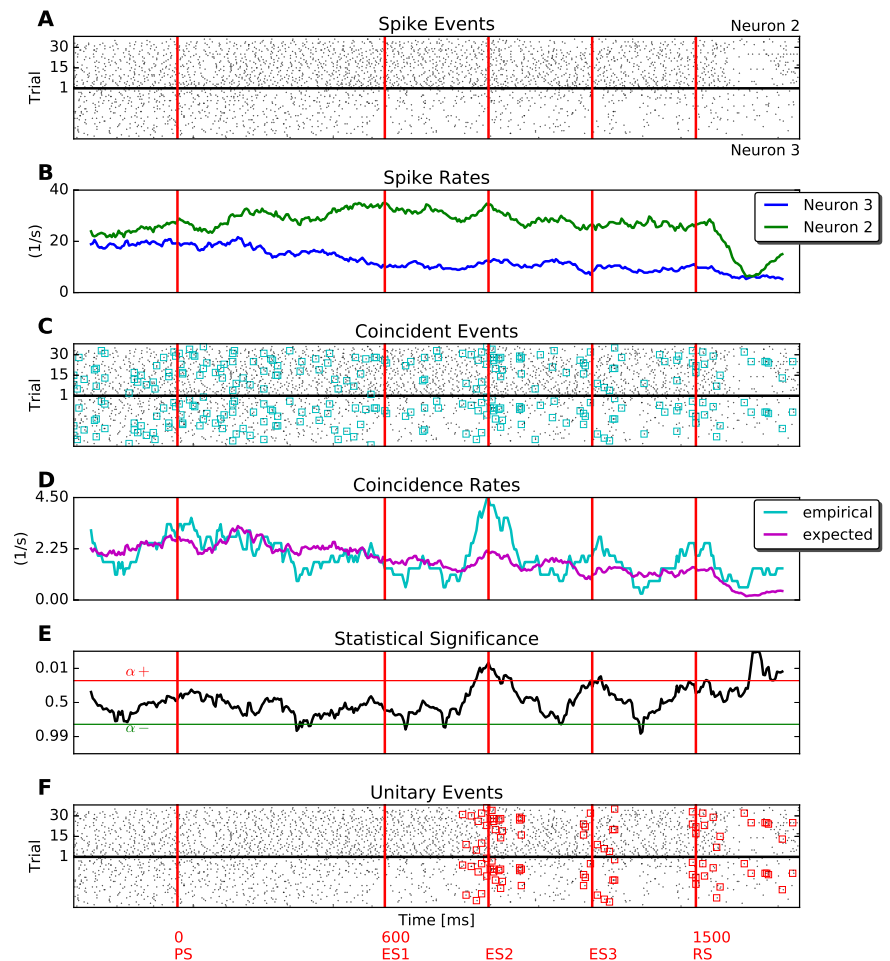 A
Spike Events
Neuron 2
30
15
1
Trial
Neuron 3
B
Spike Rates
40
20
0
(1/s)
Neuron 3
Neuron 2
C
Coincident Events
30
15
1
Trial
D
Coincidence Rates
4.50
2.25
0.00
(1/s)
empirical
expected
E
Statistical Significance
0.01
0.5
0.99
α+
α−
F
Unitary Events
30
15
1
Trial
Time [ms]
0 600 1500
PS ES1 ES2 ES3 RS